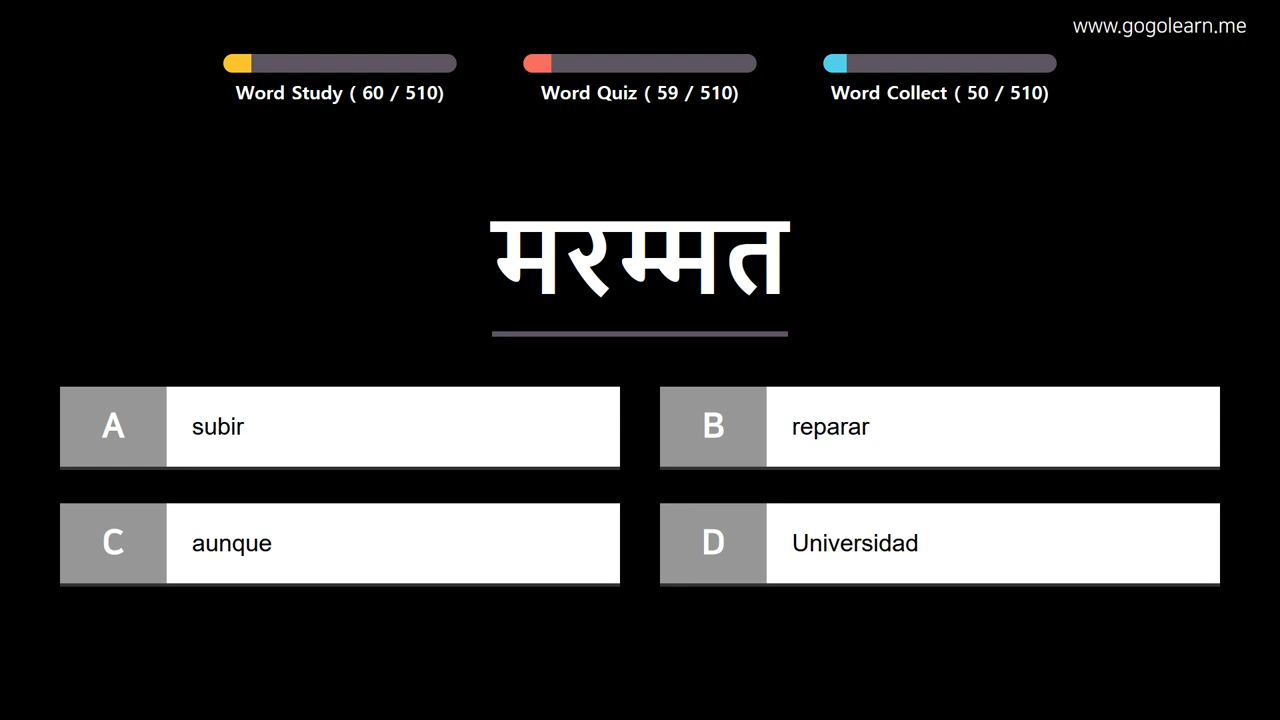 www.gogolearn.me
Word Study ( 60 / 510)
Word Quiz ( 59 / 510)
Word Collect ( 50 / 510)
मरम्मत
A subir
B reparar
C aunque
D Universidad